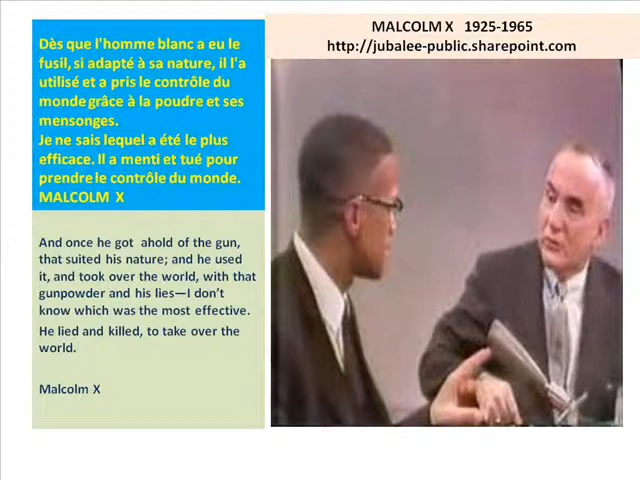 MALCOLM X   1925-1965
http://jubalee-public.sharepoint.com
Dès que l'homme blanc a eu le
fusil, si adapté à sa nature, il l'a
utilisé et a pris le contrôle du
monde grâce à la poudre et ses
mensonges.
Je ne sais lequel a été le plus
efficace. Il a menti et tué pour
prendre le contrôle du monde.
MALCOLM  X
And once he got  ahold of the gun,
that suited his nature; and he used
it, and took over the world, with that
gunpowder and his lies—I don't
know which was the most effective.
He lied and killed, to take over the
world.
Malcolm X